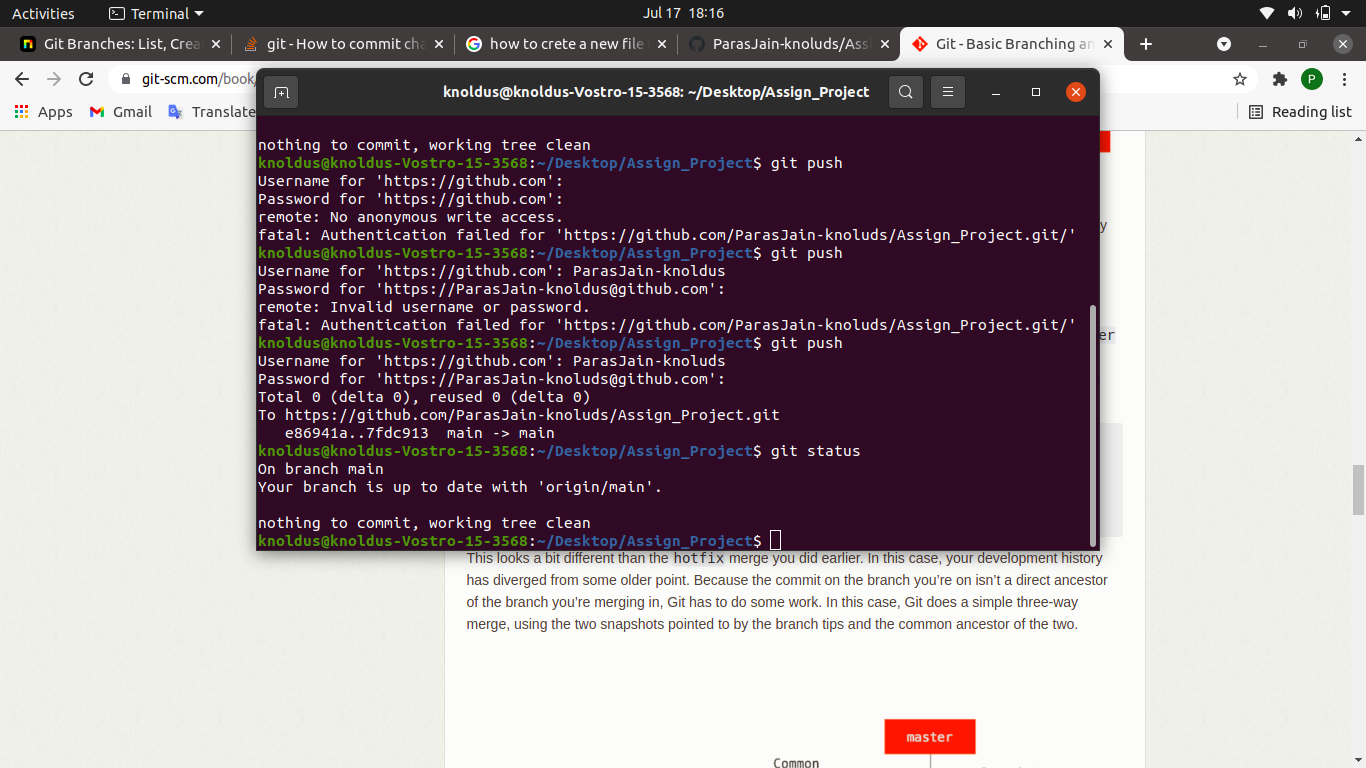 Activities
Terminal
Jul 17 18:16
Git Branches: List, Crea
git - How to commit cha
how to crete a new file
ParasJain-knoluds/Assi
Git - Basic Branching an
git-scm.com/book
P
Apps
Gmail
Translate
Reading list
knoldus@knoldus-Vostro-15-3568: ~/Desktop/Assign_Project
nothing to commit, working tree clean
knoldus@knoldus-Vostro-15-3568:~/Desktop/Assign_Project$ git push
Username for 'https://github.com':
Password for 'https://github.com':
remote: No anonymous write access.
fatal: Authentication failed for 'https://github.com/ParasJain-knoluds/Assign_Project.git/'
knoldus@knoldus-Vostro-15-3568:~/Desktop/Assign_Project$ git push
Username for 'https://github.com': ParasJain-knoldus
Password for 'https://ParasJain-knoldus@github.com':
remote: Invalid username or password.
fatal: Authentication failed for 'https://github.com/ParasJain-knoluds/Assign_Project.git/'
knoldus@knoldus-Vostro-15-3568:~/Desktop/Assign_Project$ git push
Username for 'https://github.com': ParasJain-knoluds
Password for 'https://ParasJain-knoluds@github.com':
Total 0 (delta 0), reused 0 (delta 0)
To https://github.com/ParasJain-knoluds/Assign_Project.git
e86941a..7fdc913  main -> main
knoldus@knoldus-Vostro-15-3568:~/Desktop/Assign_Project$ git status
On branch main
Your branch is up to date with 'origin/main'.
nothing to commit, working tree clean
knoldus@knoldus-Vostro-15-3568:~/Desktop/Assign_Project$
y
er
This looks a bit different than the hotfix merge you did earlier. In this case, your development history
has diverged from some older point. Because the commit on the branch you’re on isn’t a direct ancestor
of the branch you’re merging in, Git has to do some work. In this case, Git does a simple three-way
merge, using the two snapshots pointed to by the branch tips and the common ancestor of the two.
master
Common